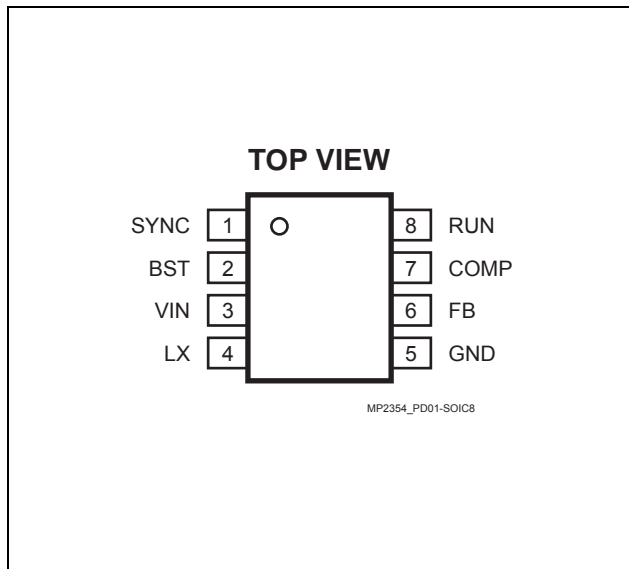 TOP VIEW
SYNC 1 8 RUN
BST 2 7 COMP
VIN 3 6 FB
LX 4 5 GND
MP2354_PD01-SOIC8